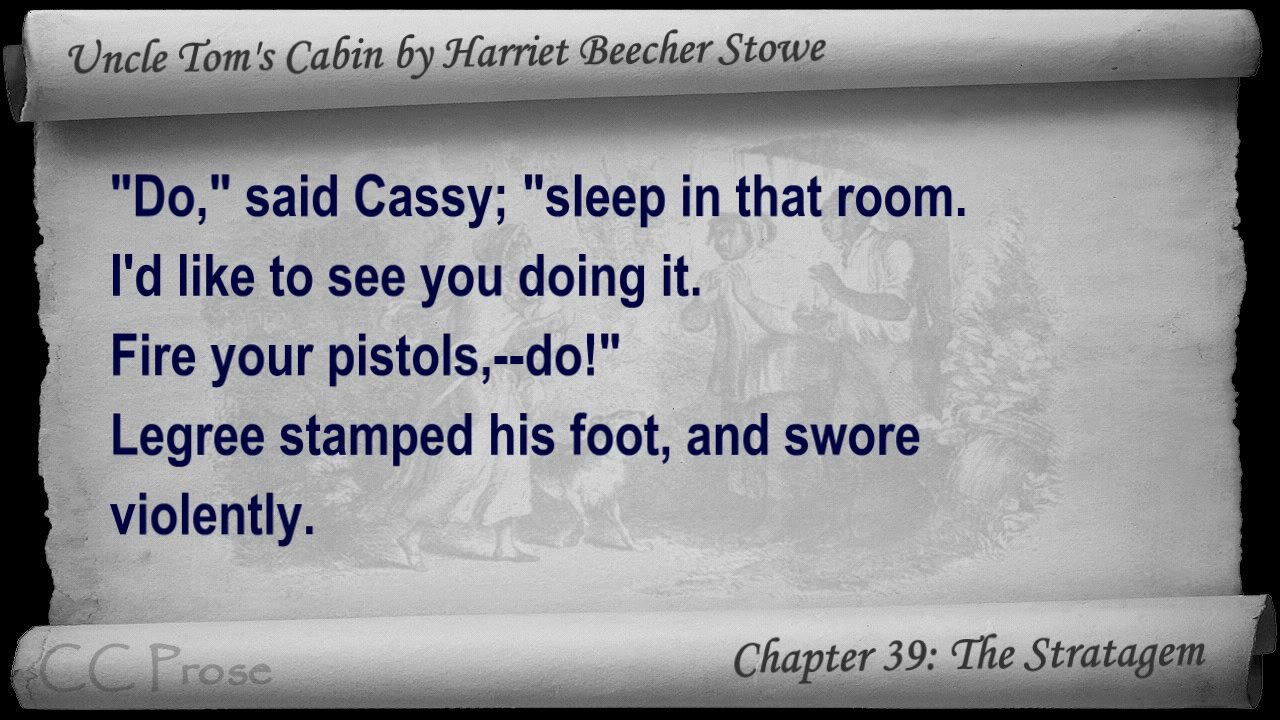 Uncle Tom's Cabin by Harriet Beecher Stowe
"Do," said Cassy; "sleep in that room.
I'd like to see you doing it.
Fire your pistols,--do!"
Legree stamped his foot, and swore
violently.
CC Prose
Chapter 39: The Stratagem